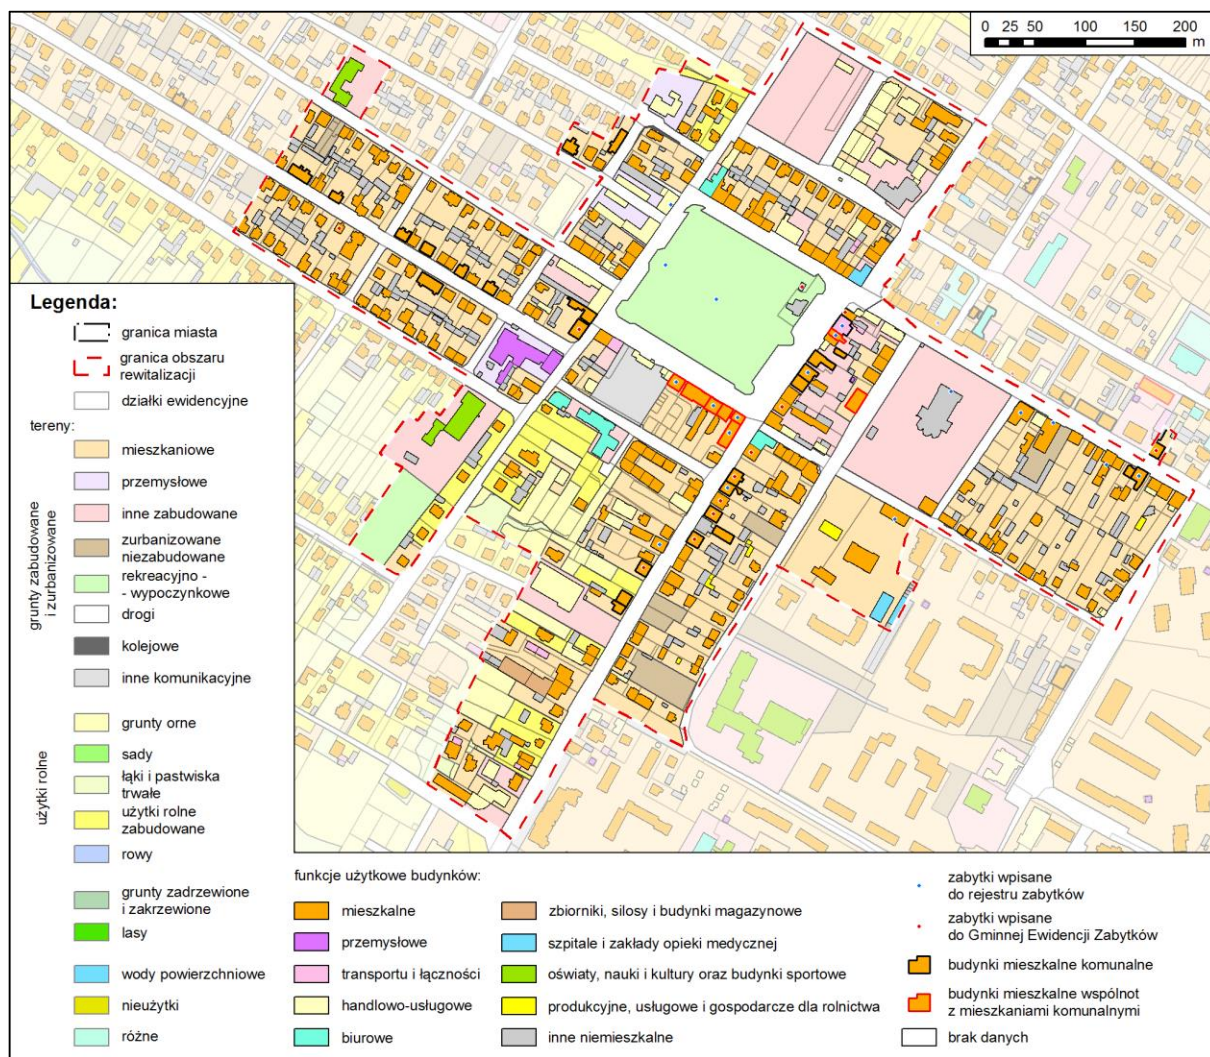 0 25 50 100 150 200
m
Legenda:
granica miasta
granica obszaru
rewitalizacji
działki ewidencyjne
tereny:
grunty zabudowane
i zurbanizowane
mieszkaniowe
przemysłowe
inne zabudowane
zurbanizowane
niezabudowane
rekreacyjno -
- wypoczynkowe
drogi
kolejowe
inne komunikacyjne
użytki rolne
grunty orne
sady
łąki i pastwiska
trwałe
użytki rolne
zabudowane
rowy
grunty zadrzewione
i zakrzewione
lasy
wody powierzchniowe
nieużytki
różne
funkcje użytkowe budynków:
mieszkalne
przemysłowe
transportu i łączności
handlowo-usługowe
biurowe
zbiorniki, silosy i budynki magazynowe
szpitale i zakłady opieki medycznej
oświaty, nauki i kultury oraz budynki sportowe
produkcyjne, usługowe i gospodarcze dla rolnictwa
inne niemieszkalne
zabytki wpisane
do rejestru zabytków
zabytki wpisane
do Gminnej Ewidencji Zabytków
budynki mieszkalne komunalne
budynki mieszkalne wspólnot
z mieszkaniami komunalnymi
brak danych